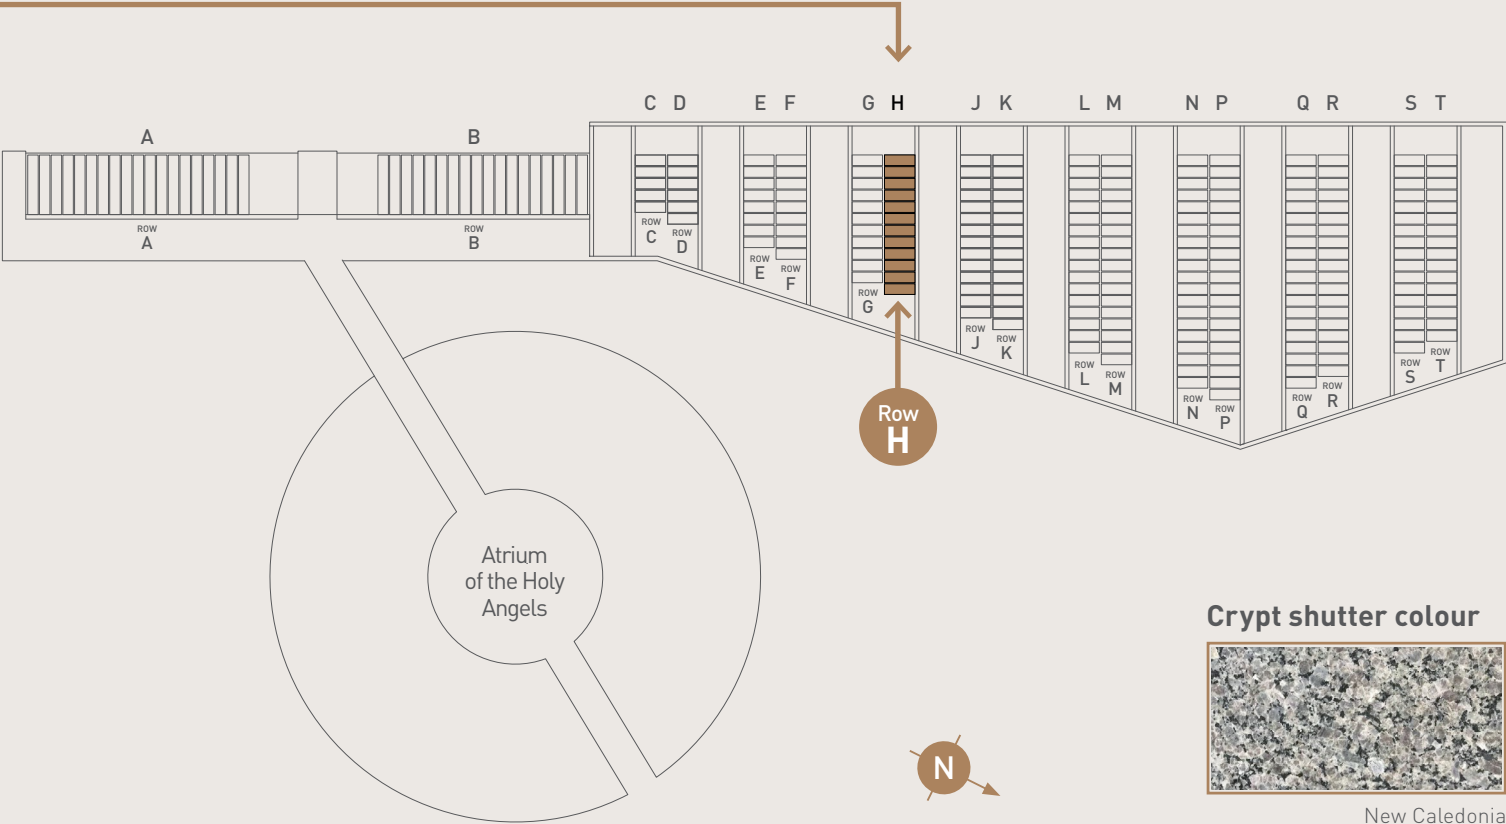 C D E F G H J K L M N P Q R S T
A B
ROW
A
ROW
B
ROW
C
ROW
D
ROW
E
ROW
F
ROW
G
ROW
J
ROW
K
ROW
L
ROW
M
ROW
N
ROW
P
ROW
Q
ROW
R
ROW
S
ROW
T
Row
H
Atrium
of the Holy
Angels
N
Crypt shutter colour
New Caledonia